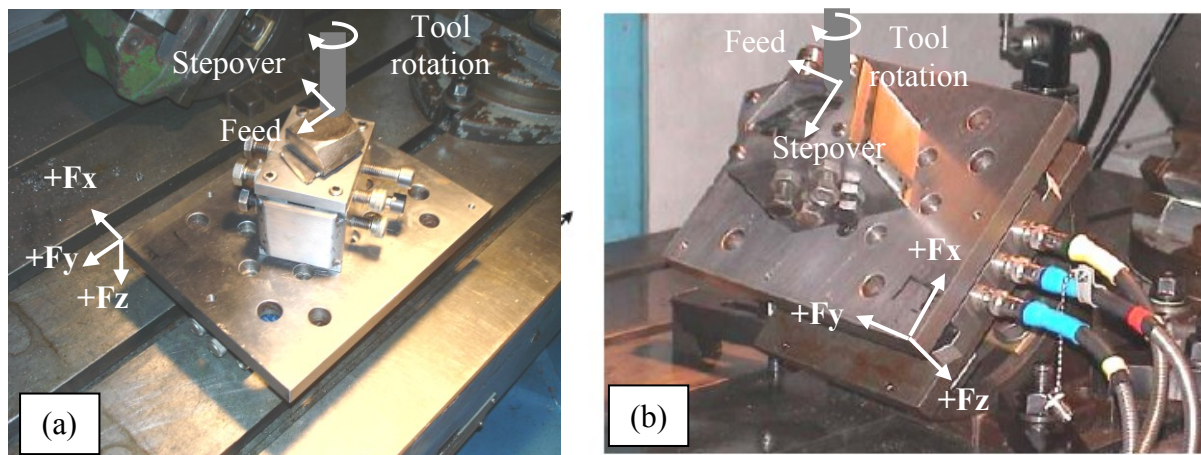 Tool
rotation
Stepover
Feed
+Fx
+Fy
+Fz
(a)
Feed
Tool
rotation
Stepover
+Fx
+Fy
+Fz
(b)